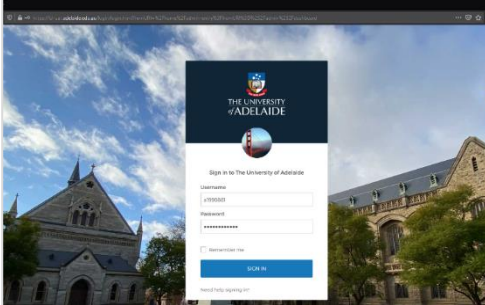 THE UNIVERSITY
of ADELAIDE
Sign in to The University of Adelaide
Username
Password
••••••••••••
Remember me
SIGN IN
Need help signing in?